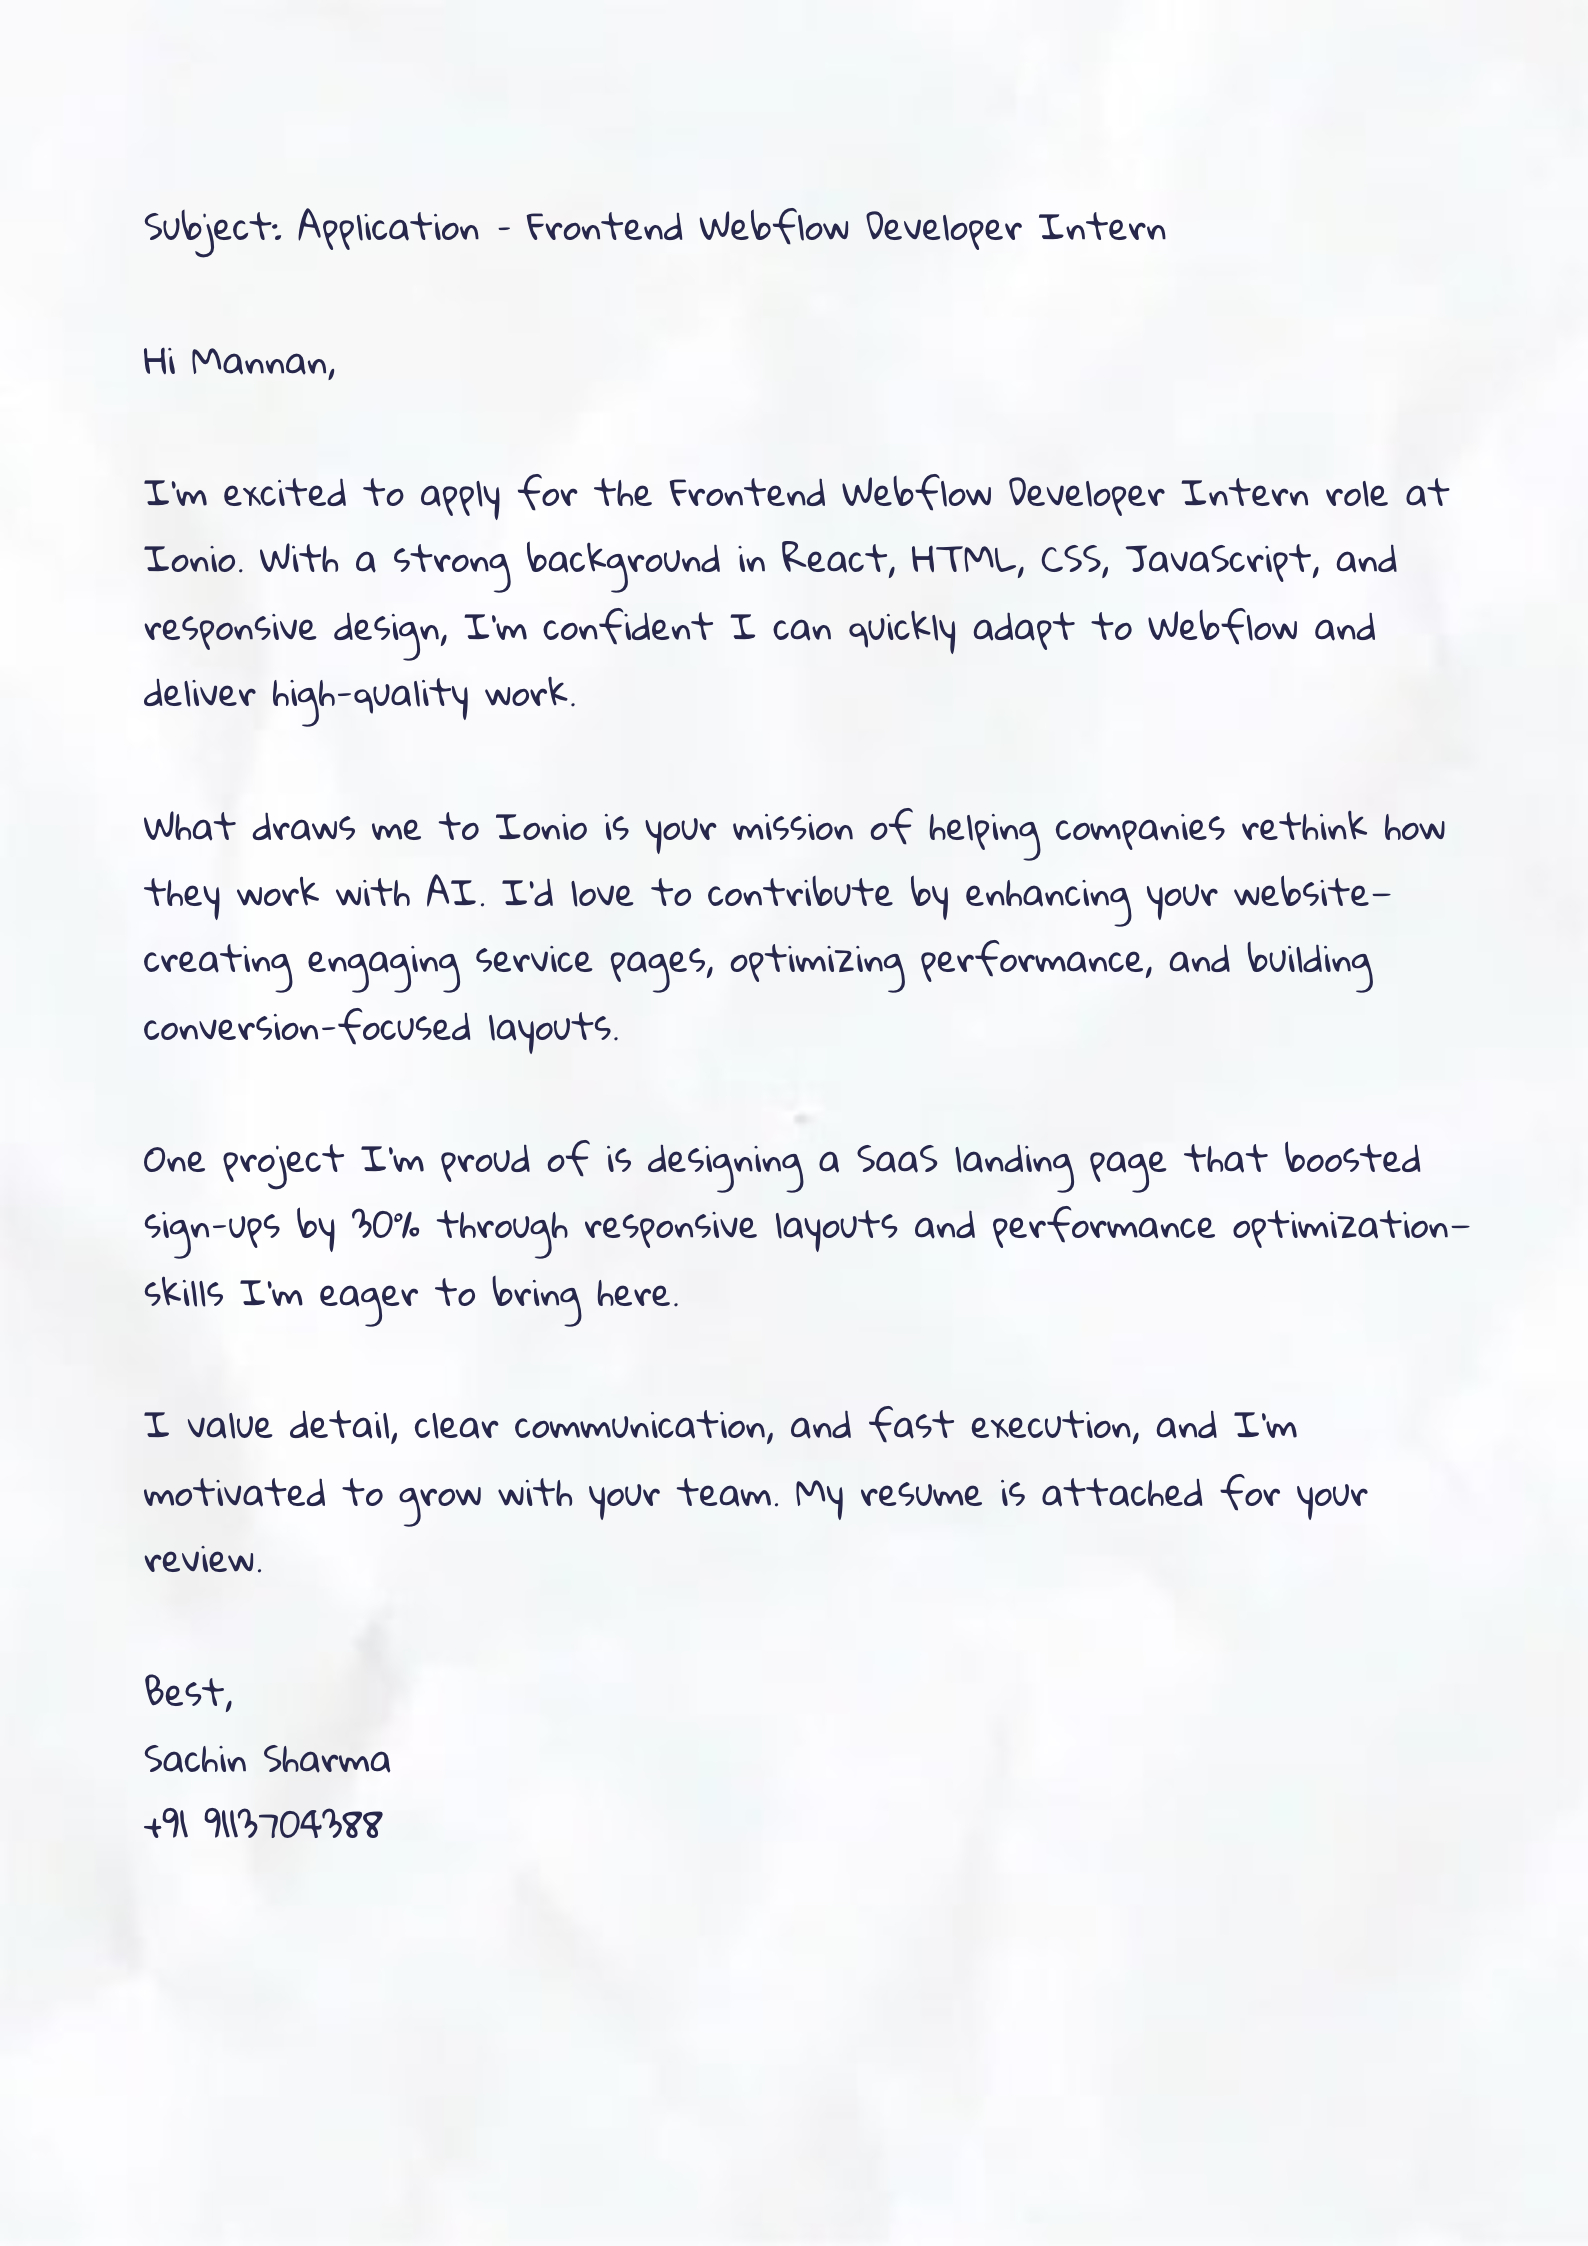 Subject: Application - Frontend Webflow Developer Intern
Hi Mannan,
I'm excited to apply for the Frontend Webflow Developer Intern role at
Ionio. With a strong background in React, HTML, CSS, JavaScript, and
responsive design, I'm confident I can quickly adapt to Webflow and
deliver high-quality work.
What draws me to Ionio is your mission of helping companies rethink how
they work with AI. I'd love to contribute by enhancing your website-
creating engaging service pages, optimizing performance, and building
conversion-focused layouts.
One project I'm proud of is designing a SaaS landing page that boosted
sign-ups by 30% through responsive layouts and performance optimization-
skills I'm eager to bring here.
I value detail, clear communication, and fast execution, and I'm
motivated to grow with your team. My resume is attached for your
review.
Best,
Sachin Sharma
+91 9113704388